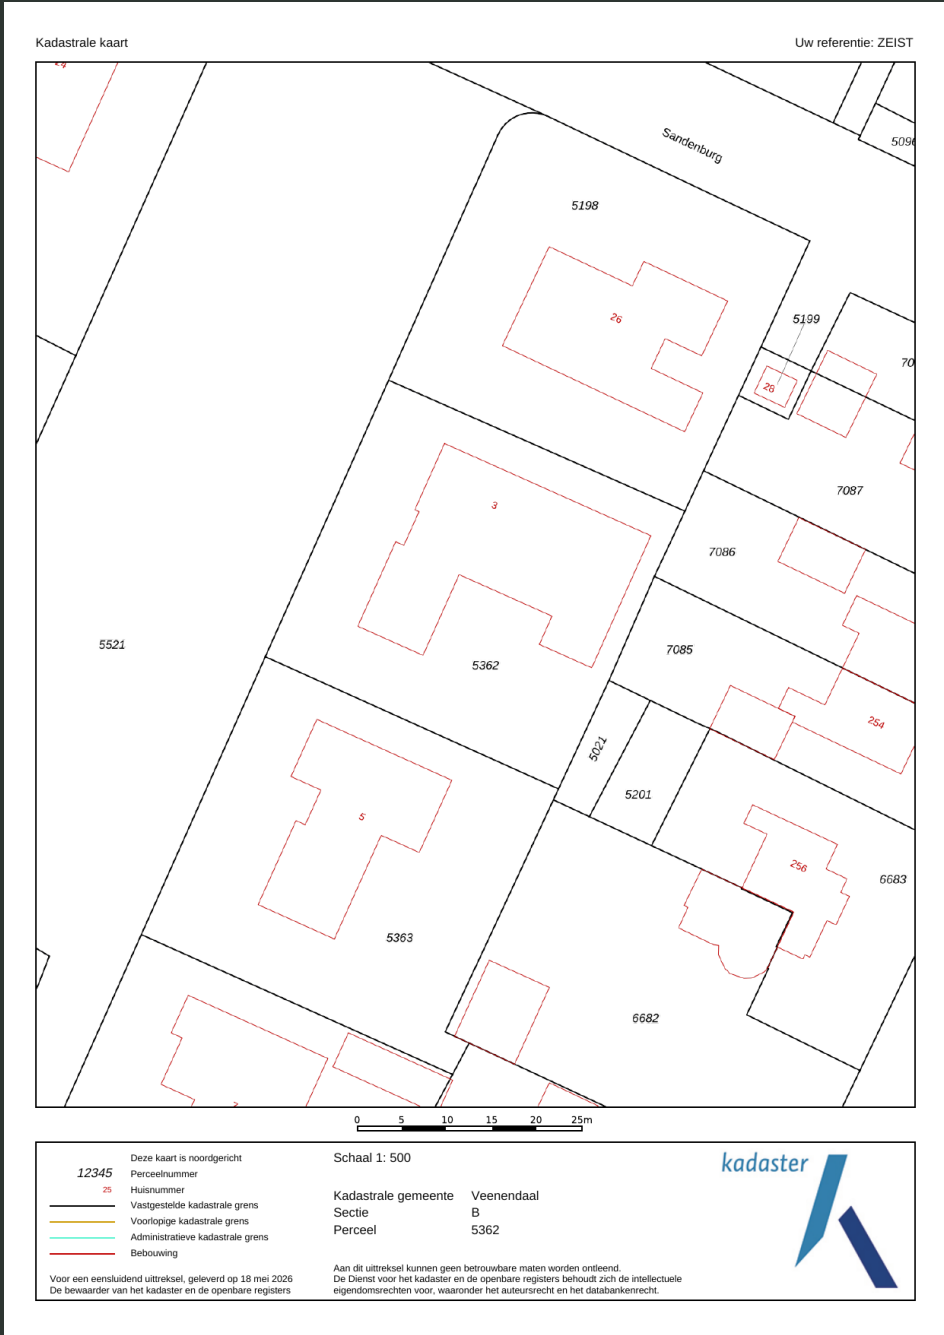 Kadastrale kaart
Uw referentie: ZEIST
24
Sandenburg
5198
26
5199
28
7087
3
7086
5521
7085
5362
254
5021
5201
5
256
6683
5363
6682
7
0 5 10 15 20 25m
Deze kaart is noordgericht
12345 Perceelnummer
25 Huisnummer
Vastgestelde kadastrale grens
Voorlopige kadastrale grens
Administratieve kadastrale grens
Bebouwing
Voor een eensluidend uittreksel, geleverd op 18 mei 2026
De bewaarder van het kadaster en de openbare registers
Schaal 1: 500
Kadastrale gemeente Veenendaal
Sectie B
Perceel 5362
Aan dit uittreksel kunnen geen betrouwbare maten worden ontleend.
De Dienst voor het kadaster en de openbare registers behoudt zich de intellectuele
eigendomsrechten voor, waaronder het auteursrecht en het databankenrecht.
kadaster